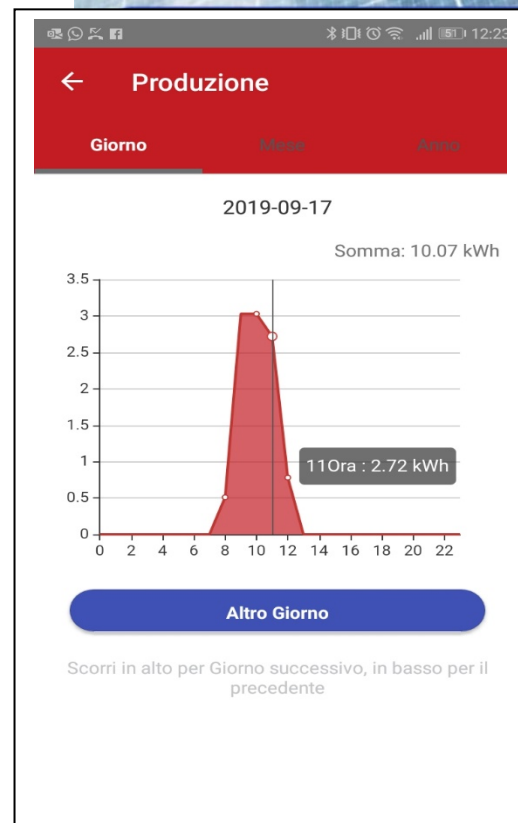 51 12:23
Produzione
Giorno Mese Anno
2019-09-17
Somma: 10.07 kWh
3.5
3
2.5
2
1.5
1
0.5
0
11Ora : 2.72 kWh
0 2 4 6 8 10 12 14 16 18 20 22
Altro Giorno
Scorri in alto per Giorno successivo, in basso per il
precedente